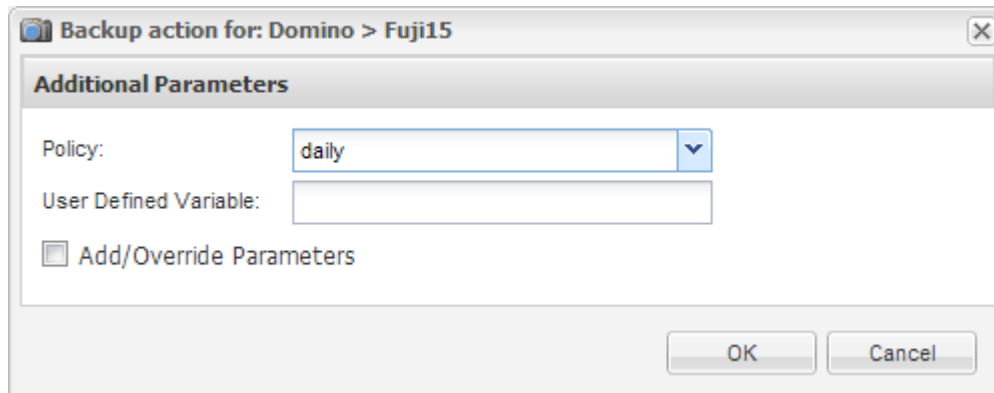 Backup action for: Domino > Fuji15
Additional Parameters
Policy: daily
User Defined Variable:
Add/Override Parameters
OK Cancel